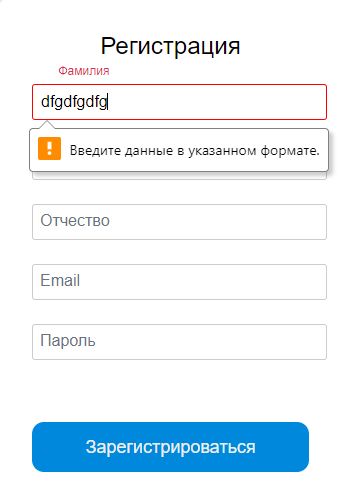 Регистрация
Фамилия
dfgdfgdfg
Введите данные в указанном формате.
Отчество
Email
Пароль
Зарегистрироваться